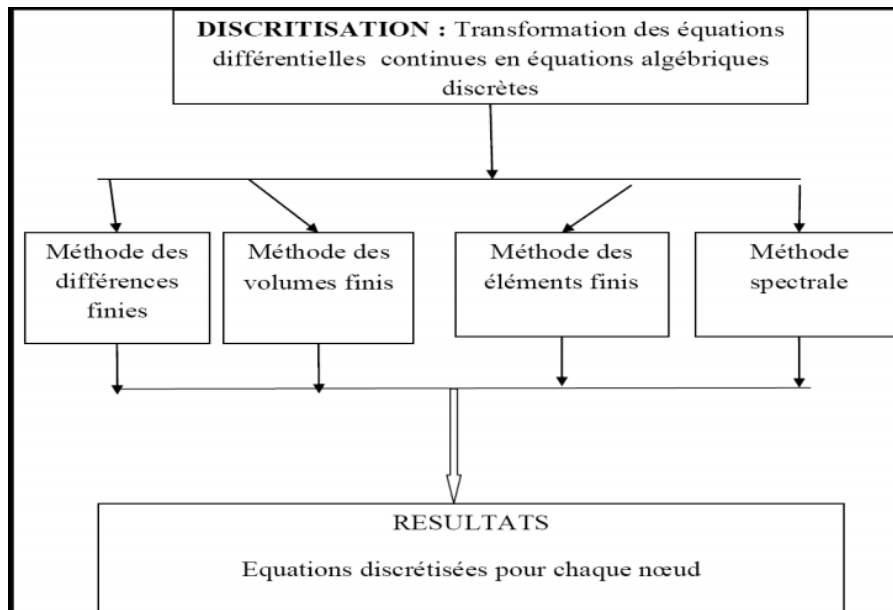 DISCRITISATION : Transformation des équations
différentielles continues en équations algébriques
discrètes
Méthode des
différences
finies
Méthode des
volumes finis
Méthode des
éléments finis
Méthode
spectrale
RESULTATS
Equations discrétisées pour chaque nœud